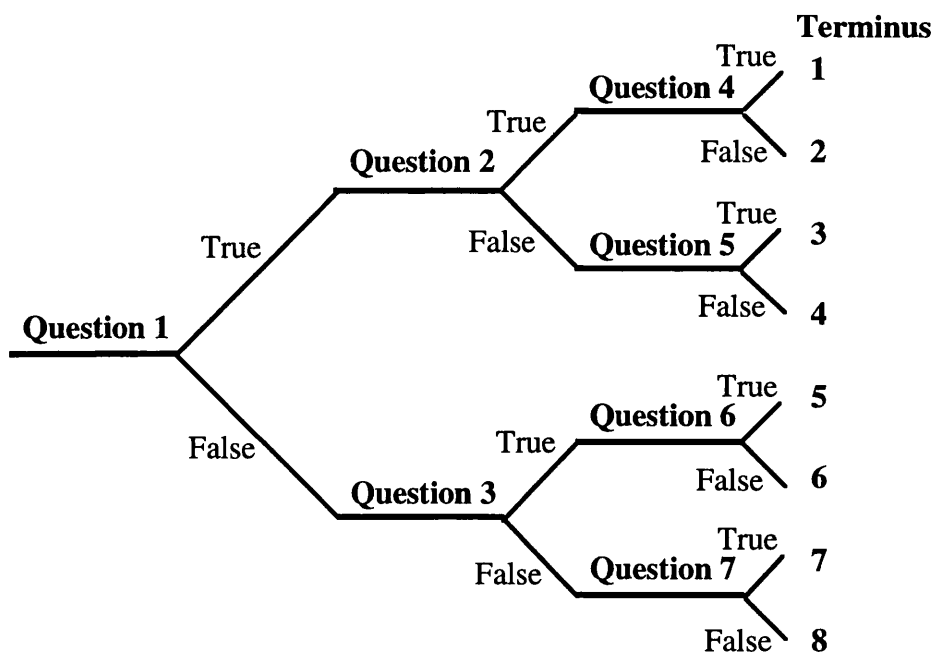 Terminus
True
1
Question 4
True
False
2
Question 2
True
3
False
Question 5
True
False
4
Question 1
True
5
Question 6
False
True
False
6
Question 3
True
7
False
Question 7
False
8